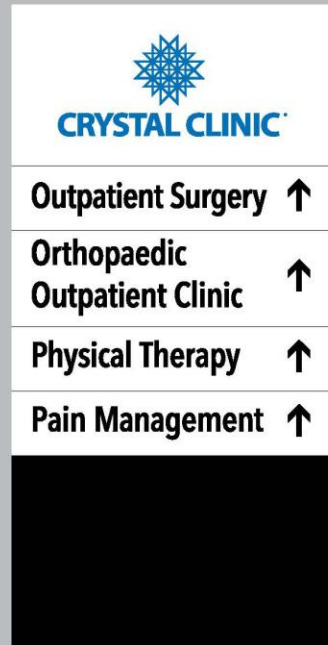 CRYSTAL CLINIC
Outpatient Surgery ↑
Orthopaedic
Outpatient Clinic ↑
Physical Therapy ↑
Pain Management ↑